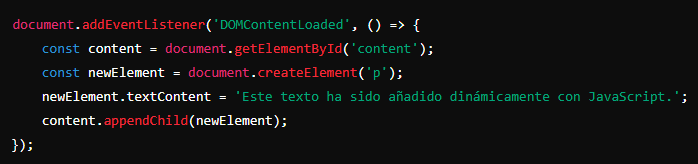 document.addEventListener('DOMContentLoaded', () => {
    const content = document.getElementById('content');
    const newElement = document.createElement('p');
    newElement.textContent = 'Este texto ha sido añadido dinámicamente con JavaScript.';
    content.appendChild(newElement);
});